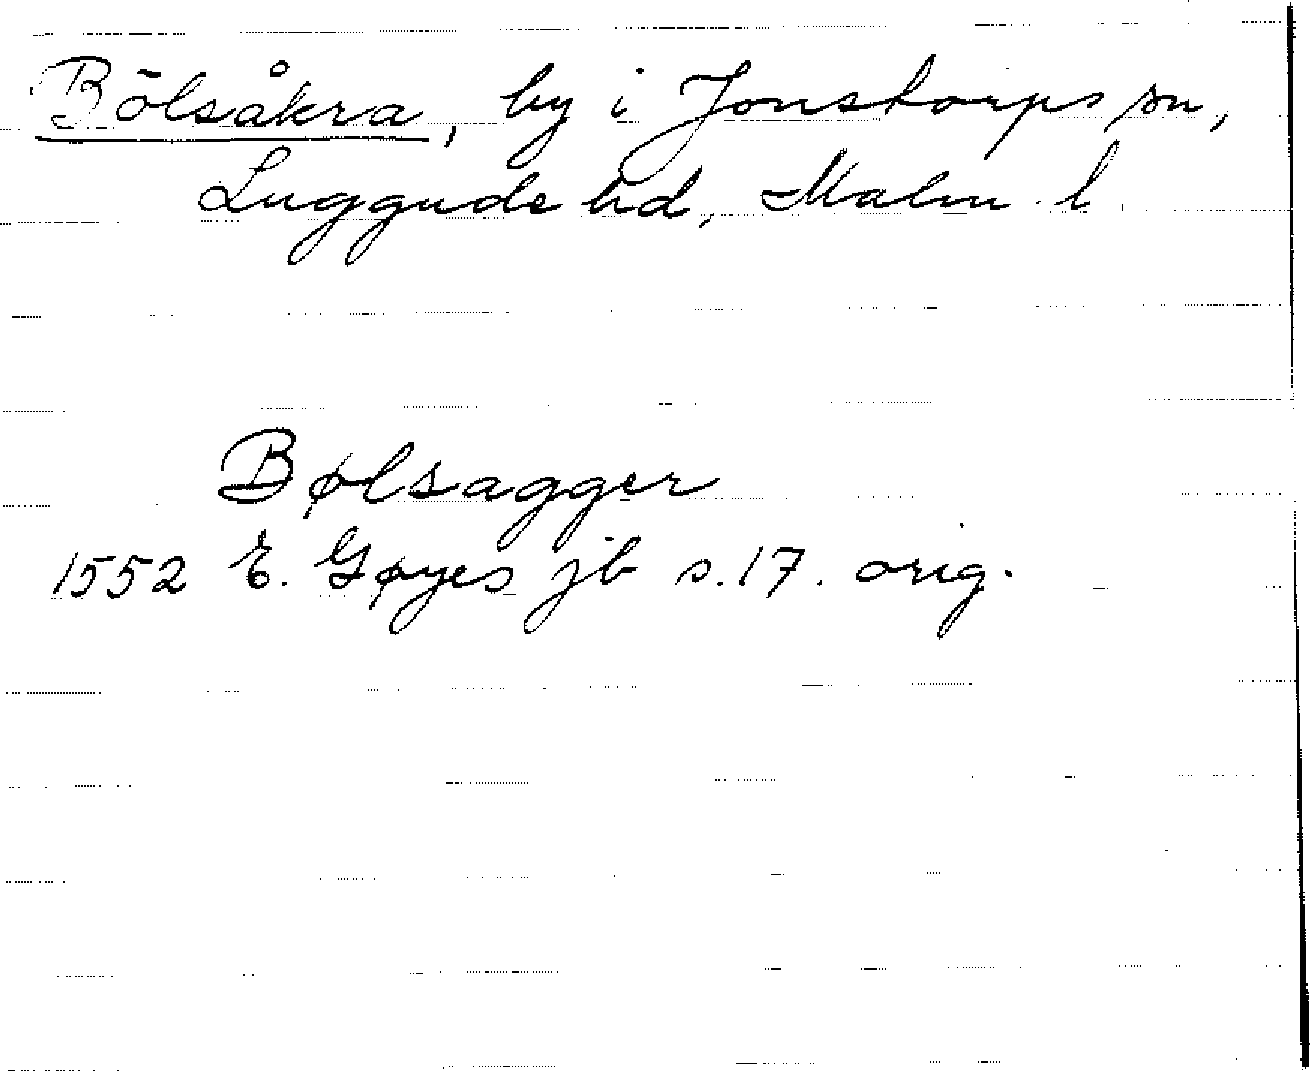 Bölsåkra, by i Jonstorps sn,
Luggude hd, Malm. l
Bølsagger
1552 E. Gøyes jb s. 17. orig.